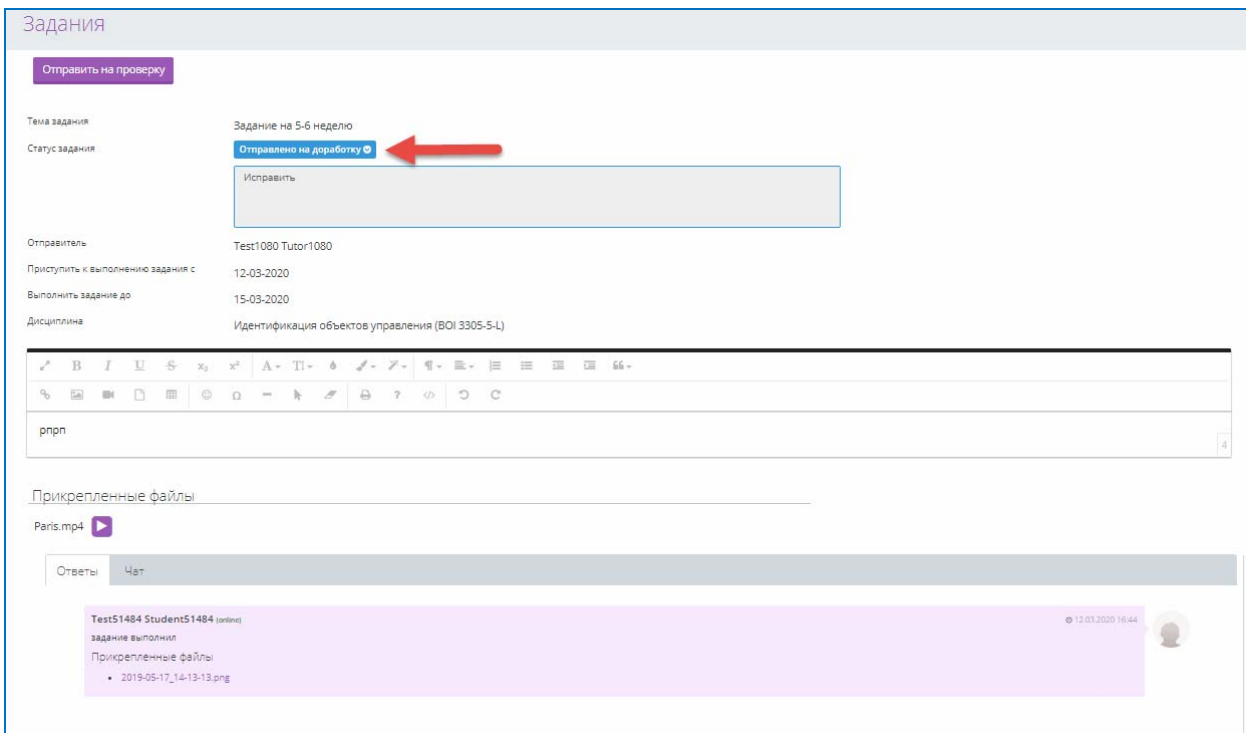 Задания
Отправить на проверку
Тема задания Задание на 5-6 неделю
Статус задания Отправлено на доработку
Исправить
Отправитель Test1080 Tutor1080
Приступить к выполнению задания с 12-03-2020
Выполнить задание до 15-03-2020
Дисциплина Идентификация объектов управления (BOI 3305-5-L)
рпрп
4
Прикрепленные файлы
Paris.mp4
Ответы Чат
Test51484 Student51484 (online) 12.03.2020 16:44
задание выполнил
Прикрепленные файлы
• 2019-05-17_14-13-13.png